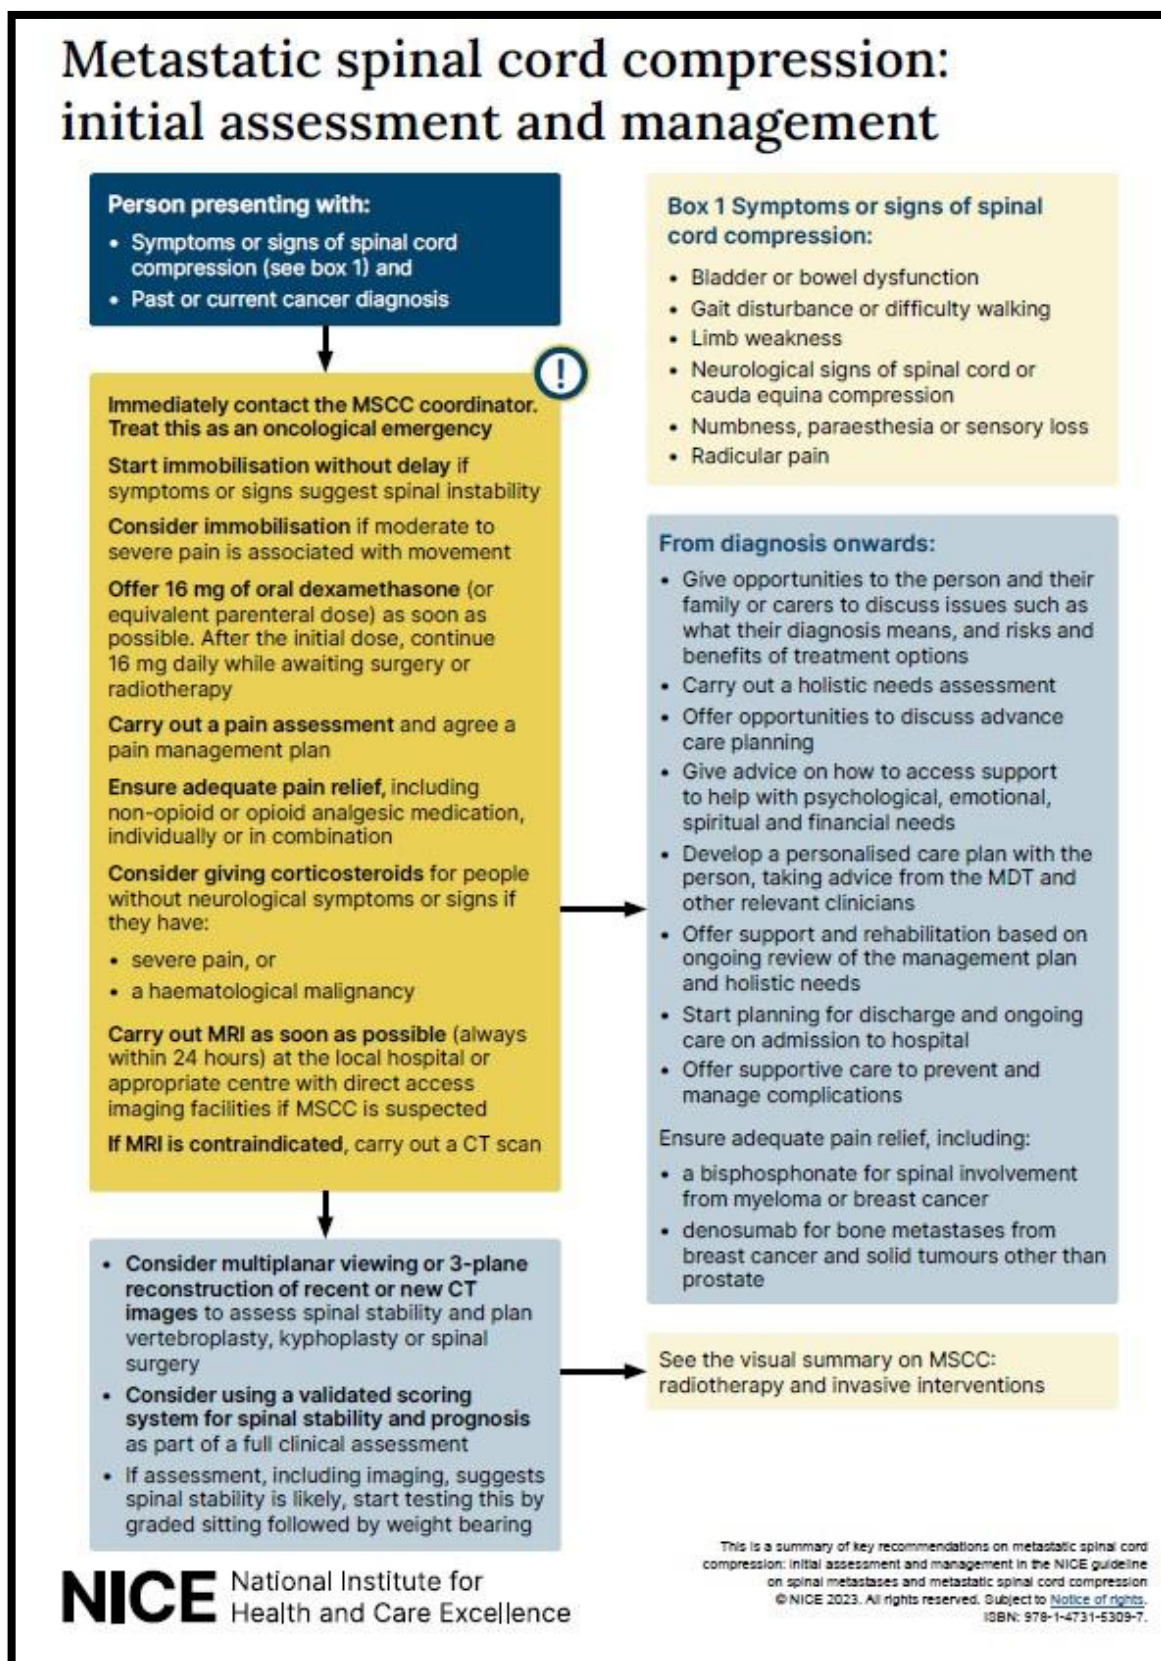 Metastatic spinal cord compression:
initial assessment and management
Person presenting with:
• Symptoms or signs of spinal cord
compression (see box 1) and
• Past or current cancer diagnosis
!
Immediately contact the MSCC coordinator.
Treat this as an oncological emergency
Start immobilisation without delay if
symptoms or signs suggest spinal instability
Consider immobilisation if moderate to
severe pain is associated with movement
Offer 16 mg of oral dexamethasone (or
equivalent parenteral dose) as soon as
possible. After the initial dose, continue
16 mg daily while awaiting surgery or
radiotherapy
Carry out a pain assessment and agree a
pain management plan
Ensure adequate pain relief, including
non-opioid or opioid analgesic medication,
individually or in combination
Consider giving corticosteroids for people
without neurological symptoms or signs if
they have:
• severe pain, or
• a haematological malignancy
Carry out MRI as soon as possible (always
within 24 hours) at the local hospital or
appropriate centre with direct access
imaging facilities if MSCC is suspected
If MRI is contraindicated, carry out a CT scan
• Consider multiplanar viewing or 3-plane
reconstruction of recent or new CT
images to assess spinal stability and plan
vertebroplasty, kyphoplasty or spinal
surgery
• Consider using a validated scoring
system for spinal stability and prognosis
as part of a full clinical assessment
• If assessment, including imaging, suggests
spinal stability is likely, start testing this by
graded sitting followed by weight bearing
Box 1 Symptoms or signs of spinal
cord compression:
• Bladder or bowel dysfunction
• Gait disturbance or difficulty walking
• Limb weakness
• Neurological signs of spinal cord or
cauda equina compression
• Numbness, paraesthesia or sensory loss
• Radicular pain
From diagnosis onwards:
• Give opportunities to the person and their
family or carers to discuss issues such as
what their diagnosis means, and risks and
benefits of treatment options
• Carry out a holistic needs assessment
• Offer opportunities to discuss advance
care planning
• Give advice on how to access support
to help with psychological, emotional,
spiritual and financial needs
• Develop a personalised care plan with the
person, taking advice from the MDT and
other relevant clinicians
• Offer support and rehabilitation based on
ongoing review of the management plan
and holistic needs
• Start planning for discharge and ongoing
care on admission to hospital
• Offer supportive care to prevent and
manage complications
Ensure adequate pain relief, including:
• a bisphosphonate for spinal involvement
from myeloma or breast cancer
• denosumab for bone metastases from
breast cancer and solid tumours other than
prostate
See the visual summary on MSCC:
radiotherapy and invasive interventions
NICE National Institute for
Health and Care Excellence
This is a summary of key recommendations on metastatic spinal cord
compression: initial assessment and management in the NICE guideline
on spinal metastases and metastatic spinal cord compression
© NICE 2023. All rights reserved. Subject to Notice of rights.
ISBN: 978-1-4731-5309-7.